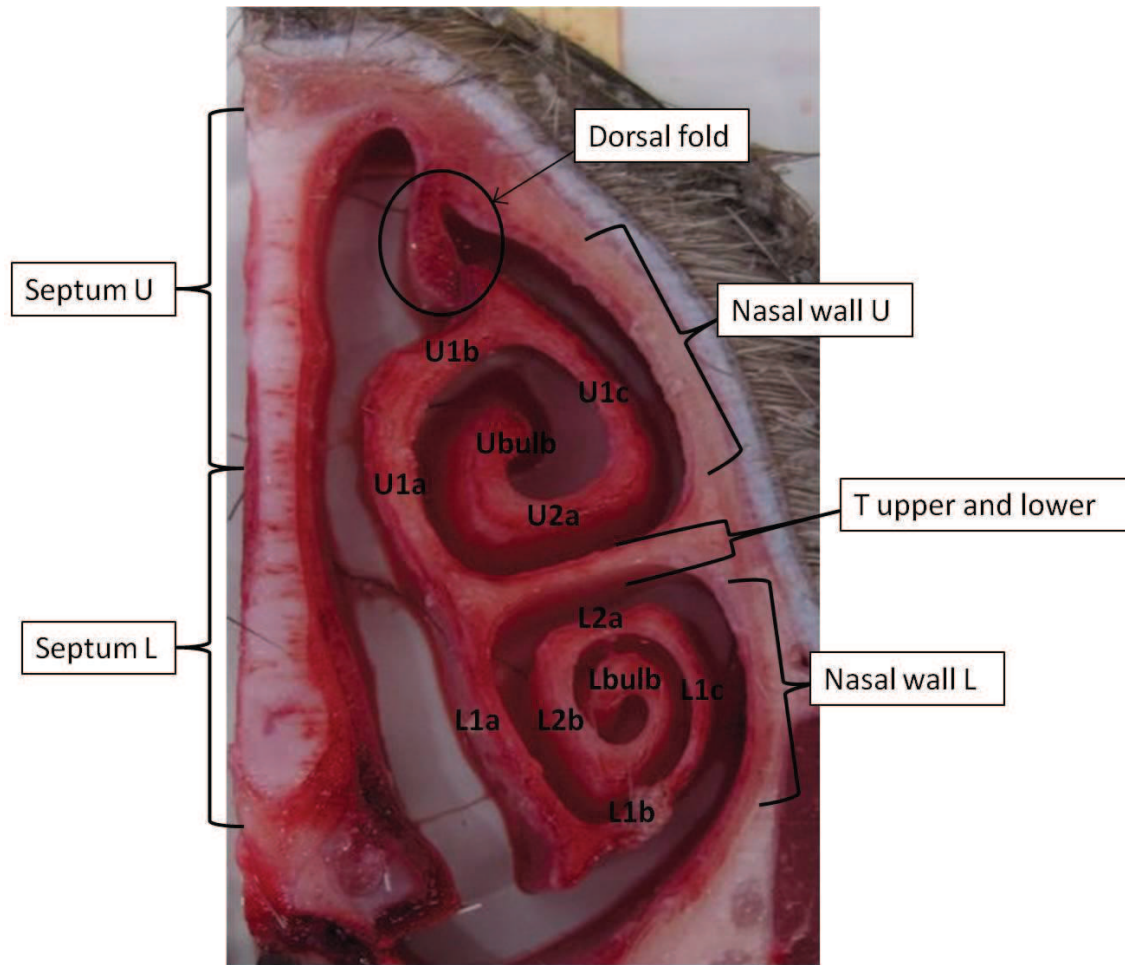 Dorsal fold
Septum U
Nasal wall U
U1b
U1c
Ubulb
U1a
U2a
T upper and lower
L2a
Septum L
Lbulb
L1c
Nasal wall L
L1a
L2b
L1b